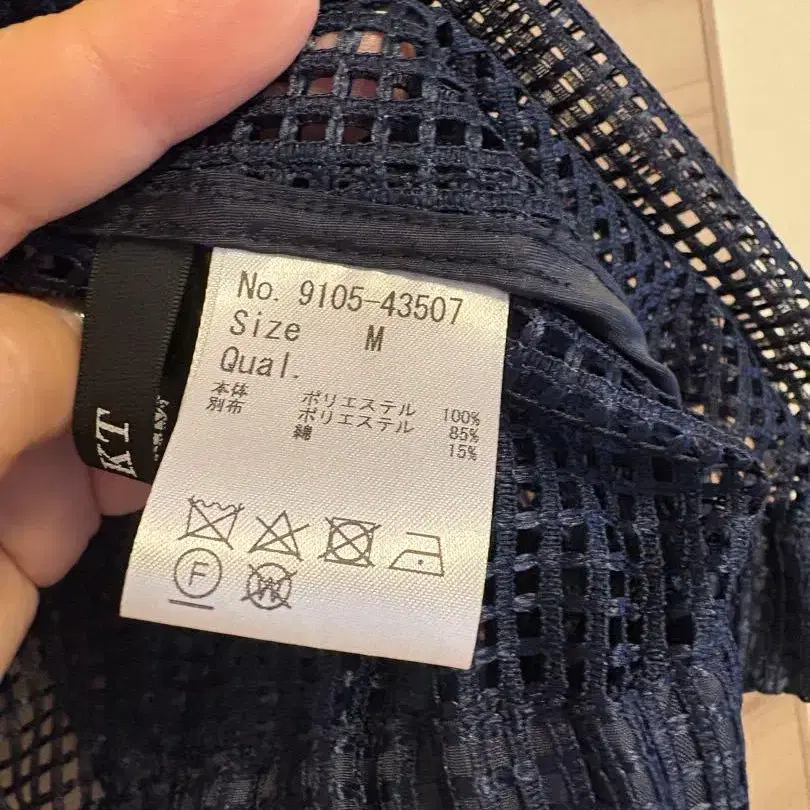 No. 9105-43507
Size M
Qual.
本体 ポリエステル 100%
別布 ポリエステル 85%
綿 15%
F
W
KT